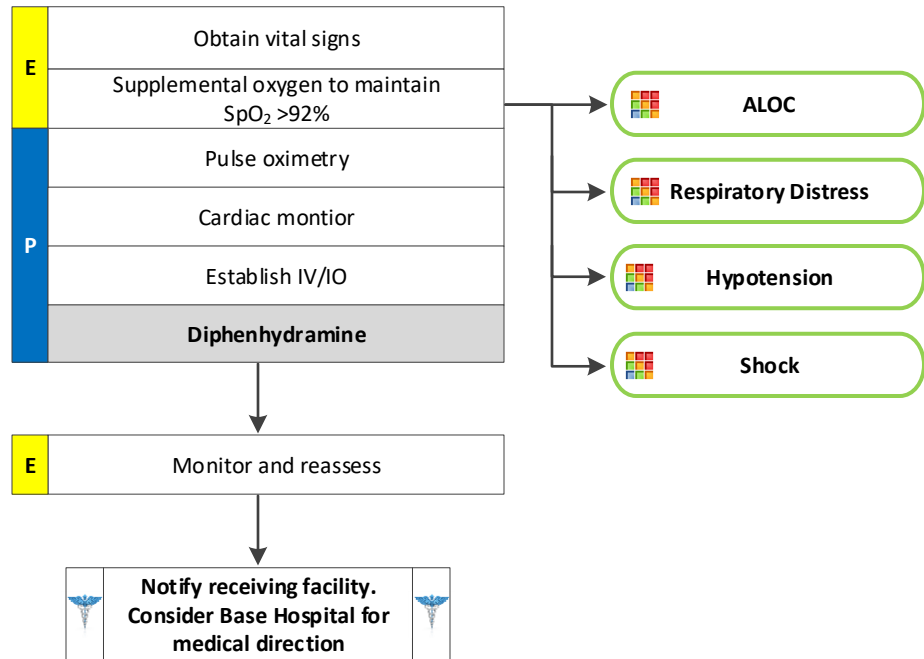 E
Obtain vital signs
Supplemental oxygen to maintain
SpO₂ >92%
P
Pulse oximetry
Cardiac montior
Establish IV/IO
Diphenhydramine
ALOC
Respiratory Distress
Hypotension
Shock
E
Monitor and reassess
Notify receiving facility.
Consider Base Hospital for
medical direction